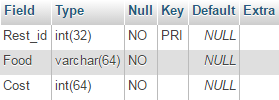 Field Type Null Key Default Extra
Rest_id int(32) NO PRI NULL
Food varchar(64) NO NULL
Cost int(64) NO NULL